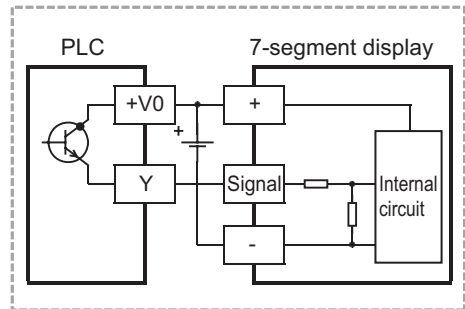 PLC
7-segment display
+V0
+
+
Y
Signal
Internal
circuit
-